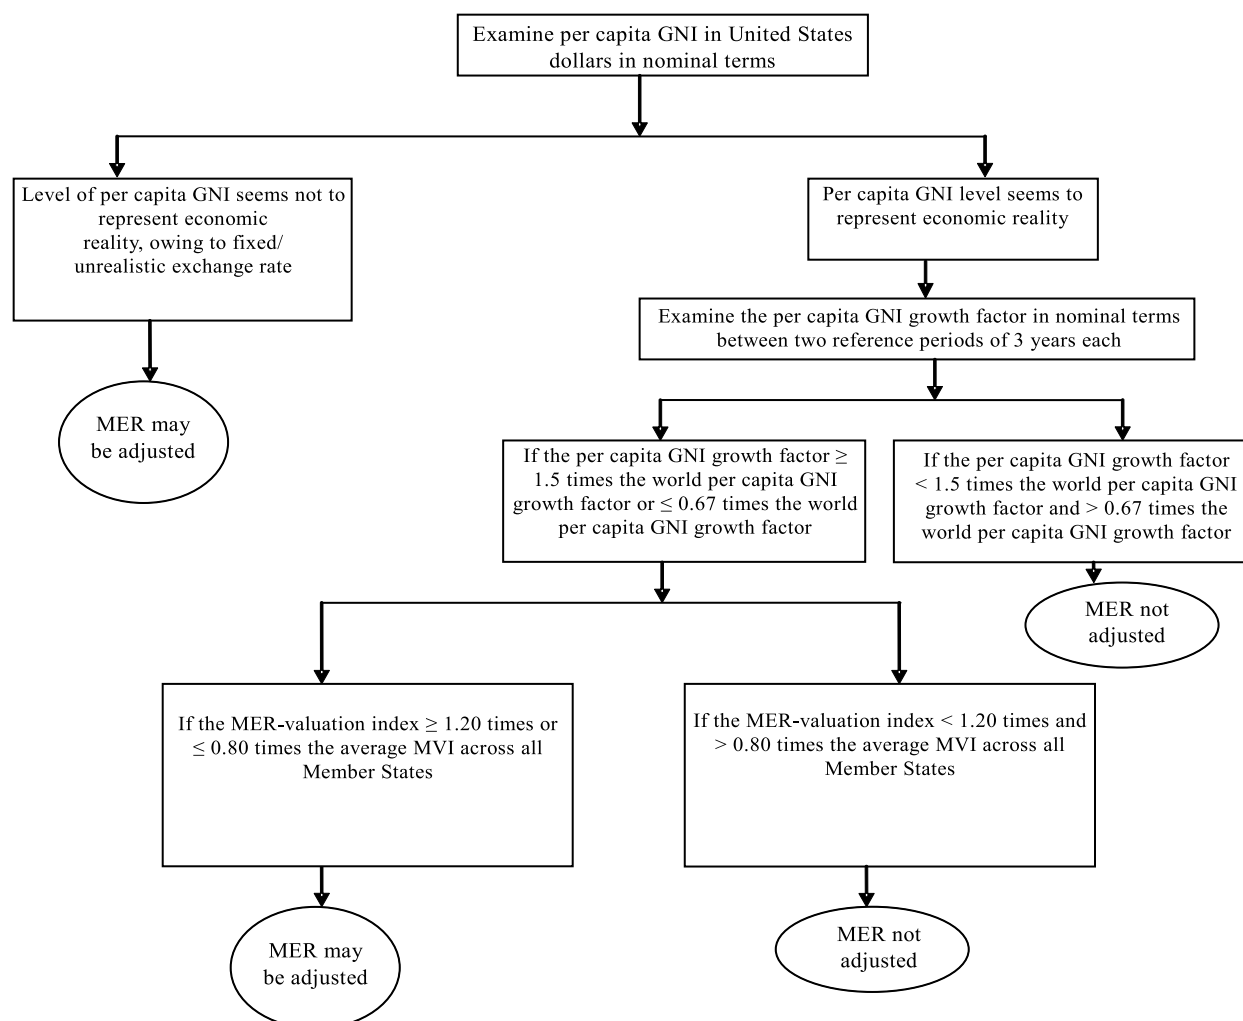 Examine per capita GNI in United States
dollars in nominal terms
Level of per capita GNI seems not to
represent economic
reality, owing to fixed/
unrealistic exchange rate
Per capita GNI level seems to
represent economic reality
Examine the per capita GNI growth factor in nominal terms
between two reference periods of 3 years each
MER may
be adjusted
If the per capita GNI growth factor ≥
1.5 times the world per capita GNI
growth factor or ≤ 0.67 times the world
per capita GNI growth factor
If the per capita GNI growth factor
< 1.5 times the world per capita GNI
growth factor and > 0.67 times the
world per capita GNI growth factor
MER not
adjusted
If the MER-valuation index ≥ 1.20 times or
≤ 0.80 times the average MVI across all
Member States
If the MER-valuation index < 1.20 times and
> 0.80 times the average MVI across all
Member States
MER may
be adjusted
MER not
adjusted